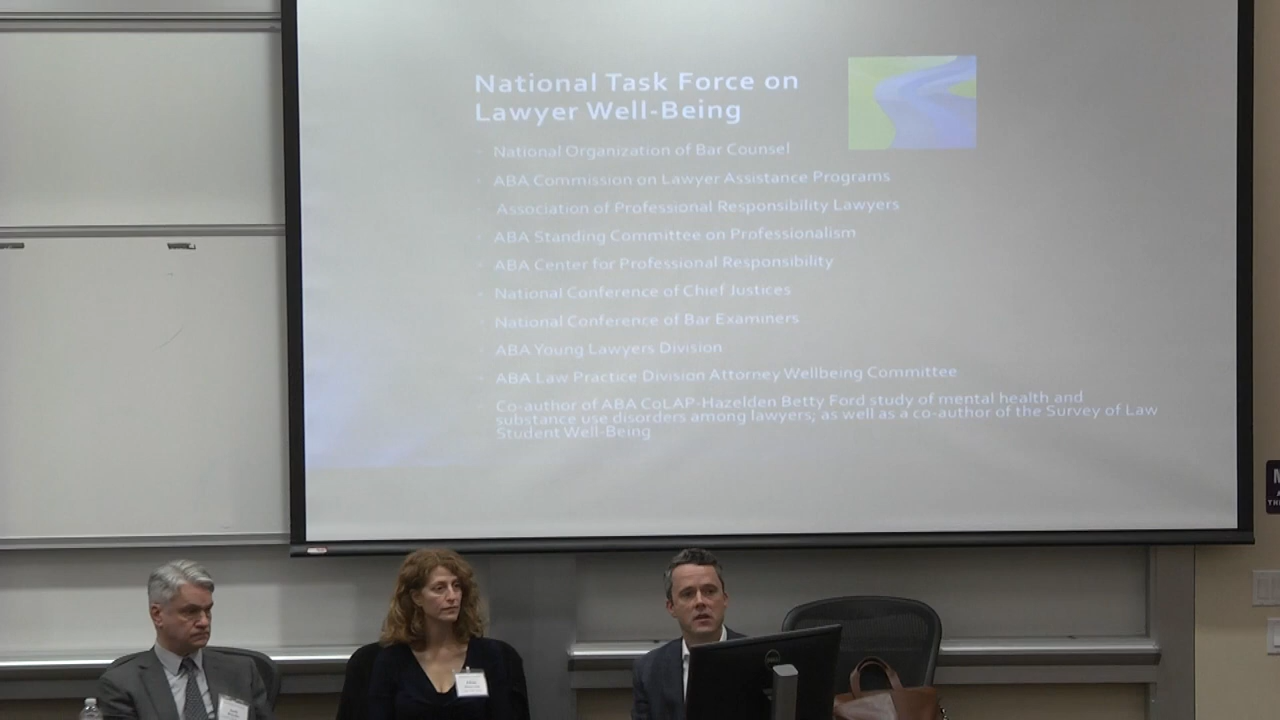 National Task Force on
Lawyer Well-Being
National Organization of Bar Counsel
ABA Commission on Lawyer Assistance Programs
Association of Professional Responsibility Lawyers
ABA Standing Committee on Professionalism
ABA Center for Professional Responsibility
National Conference of Chief Justices
National Conference of Bar Examiners
ABA Young Lawyers Division
ABA Law Practice Division Attorney Wellbeing Committee
Co-author of ABA CoLAP-Hazelden Betty Ford study of mental health and
substance use disorders among lawyers; as well as a co-author of the Survey of Law
Student Well-Being
DELL